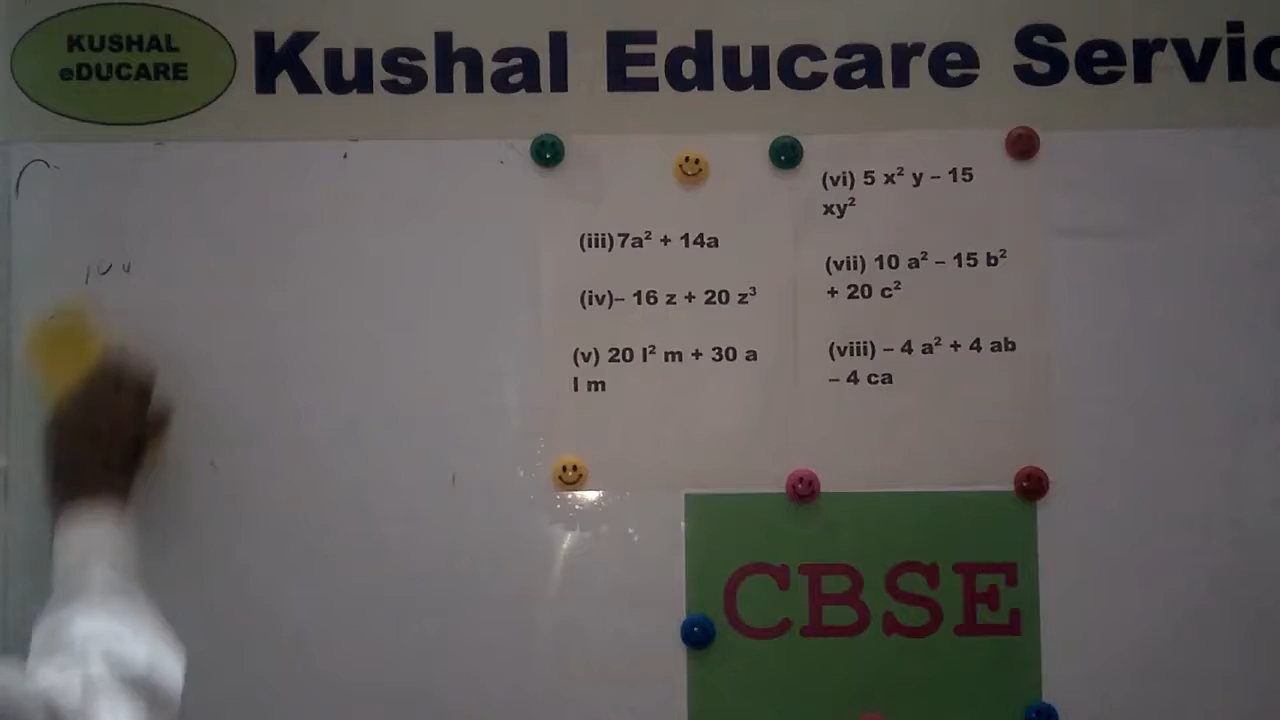 KUSHAL
eDUCARE
Kushal Educare Servic
(iii)7a² + 14a
(iv)– 16 z + 20 z³
(v) 20 l² m + 30 a
l m
(vi) 5 x² y – 15
xy²
(vii) 10 a² – 15 b²
+ 20 c²
(viii) – 4 a² + 4 ab
– 4 ca
CBSE